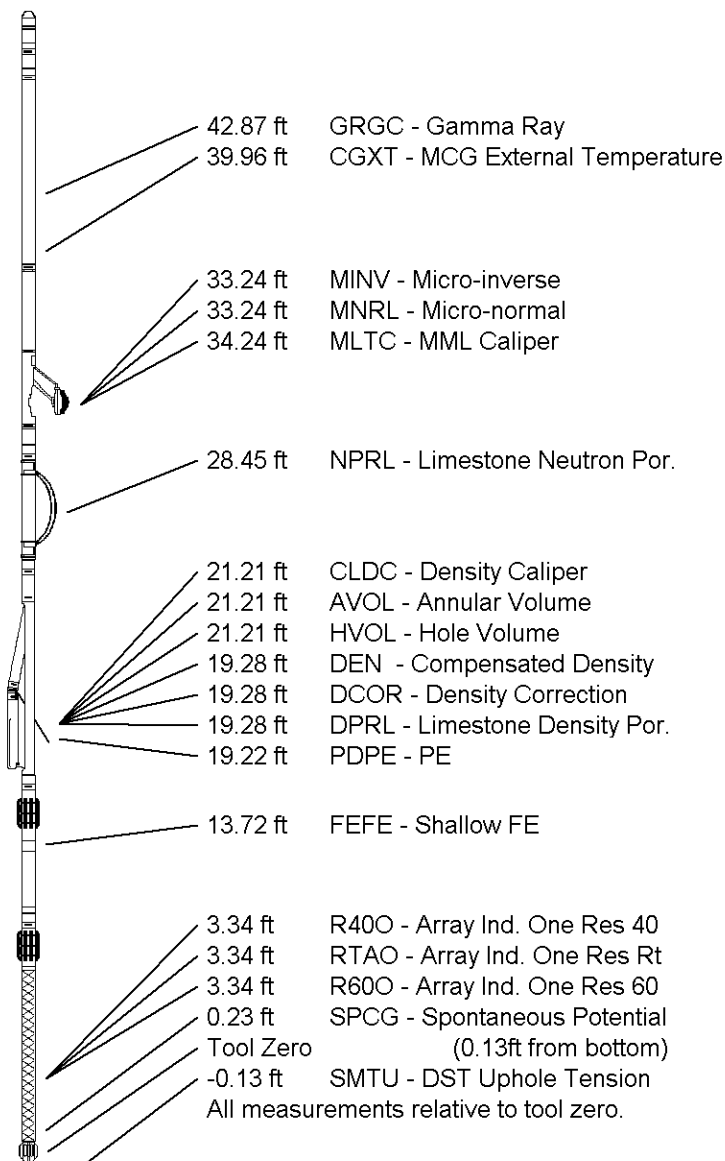 42.87 ft GRGC - Gamma Ray
39.96 ft CGXT - MCG External Temperature
33.24 ft MINV - Micro-inverse
33.24 ft MNRL - Micro-normal
34.24 ft MLTC - MML Caliper
28.45 ft NPRL - Limestone Neutron Por.
21.21 ft CLDC - Density Caliper
21.21 ft AVOL - Annular Volume
21.21 ft HVOL - Hole Volume
19.28 ft DEN - Compensated Density
19.28 ft DCOR - Density Correction
19.28 ft DPRL - Limestone Density Por.
19.22 ft PDPE - PE
13.72 ft FEFE - Shallow FE
3.34 ft R40O - Array Ind. One Res 40
3.34 ft RTAO - Array Ind. One Res Rt
3.34 ft R60O - Array Ind. One Res 60
0.23 ft SPCG - Spontaneous Potential
Tool Zero (0.13ft from bottom)
-0.13 ft SMTU - DST Uphole Tension
All measurements relative to tool zero.